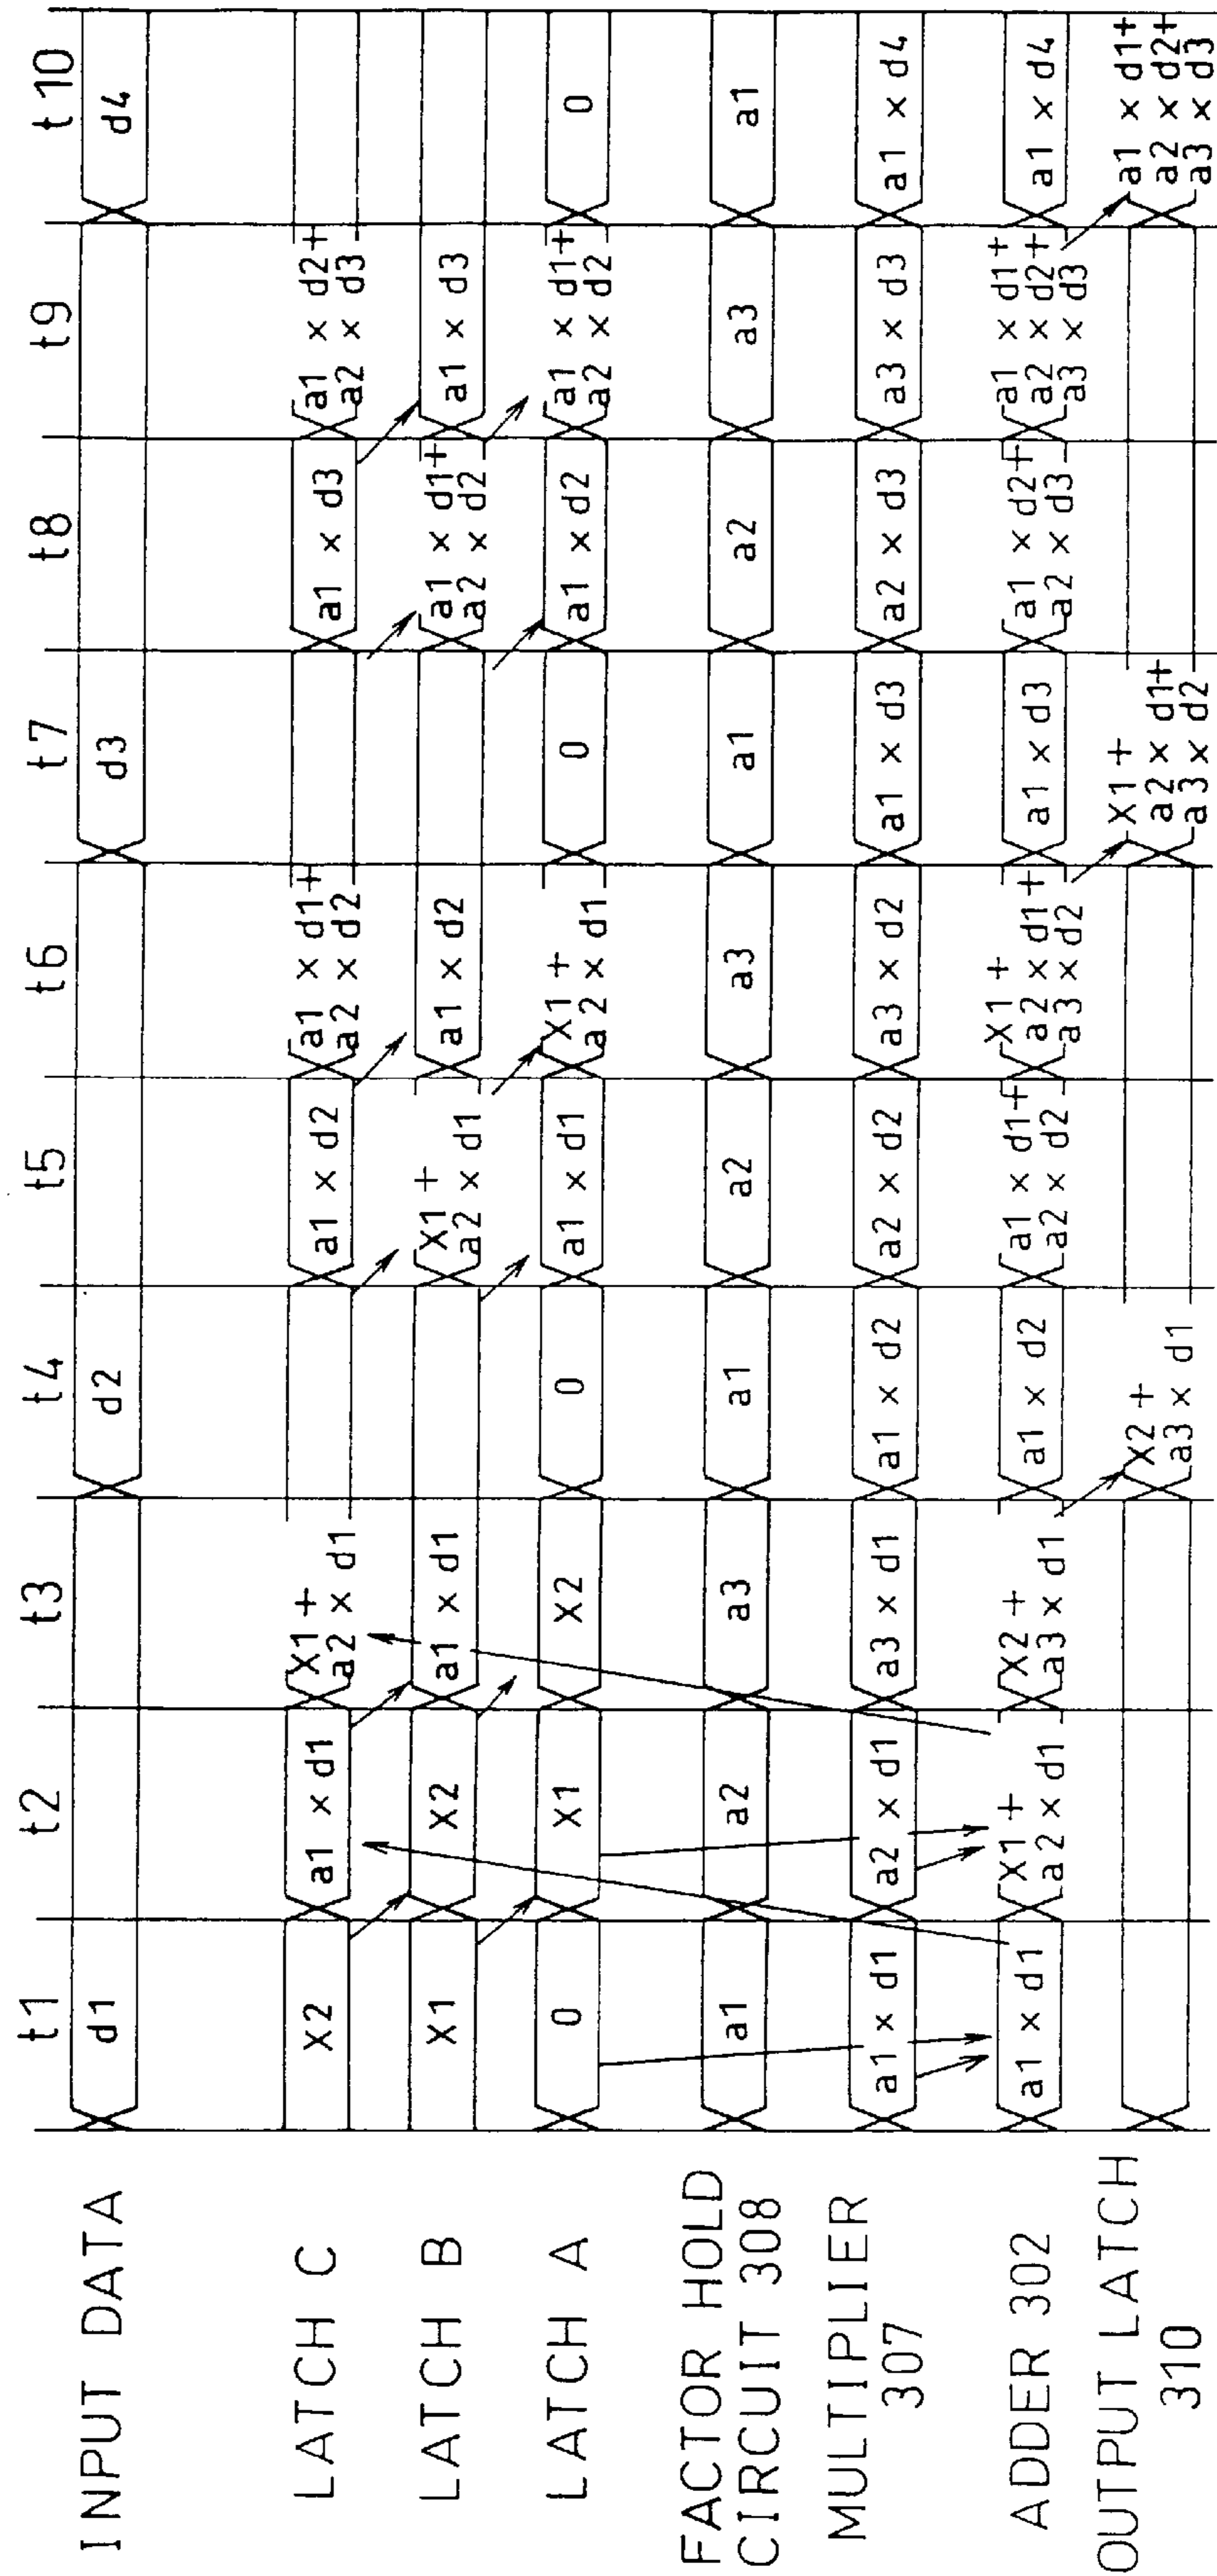 t1 t2 t3 t4 t5 t6 t7 t8 t9 t10
INPUT DATA
d1 d2 d3 d4
LATCH C
X2
a1 × d1
X1 +
a2 × d1
a1 × d2
a1 × d1+
a2 × d2
a1 × d3
a1 × d2+
a2 × d3
LATCH B
X1
X2
a1 × d1
X1 +
a2 × d1
a1 × d2
a1 × d1+
a2 × d2
a1 × d3
LATCH A
0
X1
X2
0
a1 × d1
X1 +
a2 × d1
0
a1 × d2
a1 × d1+
a2 × d2
0
FACTOR HOLD
CIRCUIT 308
a1 a2 a3 a1 a2 a3 a1 a2 a3 a1
MULTIPLIER
307
a1 × d1
a2 × d1
a3 × d1
a1 × d2
a2 × d2
a3 × d2
a1 × d3
a2 × d3
a3 × d3
a1 × d4
ADDER 302
a1 × d1
X1 +
a2 × d1
X2 +
a3 × d1
a1 × d2
a1 × d1+
a2 × d2
X1 +
a2 × d1+
a3 × d2
a1 × d3
a1 × d2+
a2 × d3
a1 × d1+
a2 × d2+
a3 × d3
a1 × d4
OUTPUT LATCH
310
X2 +
a3 × d1
X1 +
a2 × d1+
a3 × d2
a1 × d1+
a2 × d2+
a3 × d3